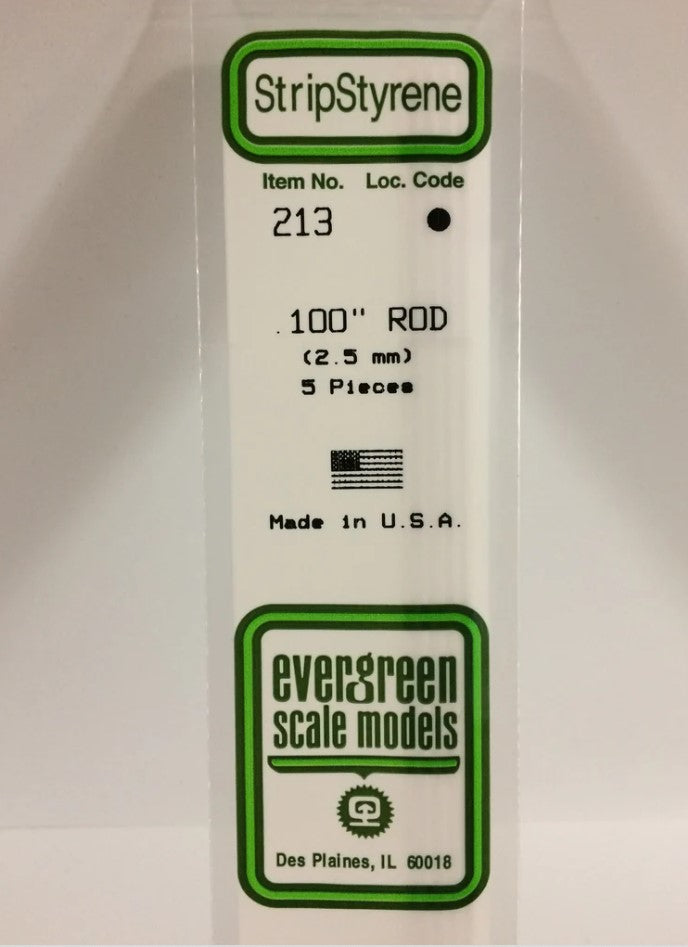 StripStyrene
Item No. Loc. Code
213
.100" ROD
(2.5 mm)
5 Pieces
Made in U.S.A.
evergreen
scale models
Des Plaines, IL 60018